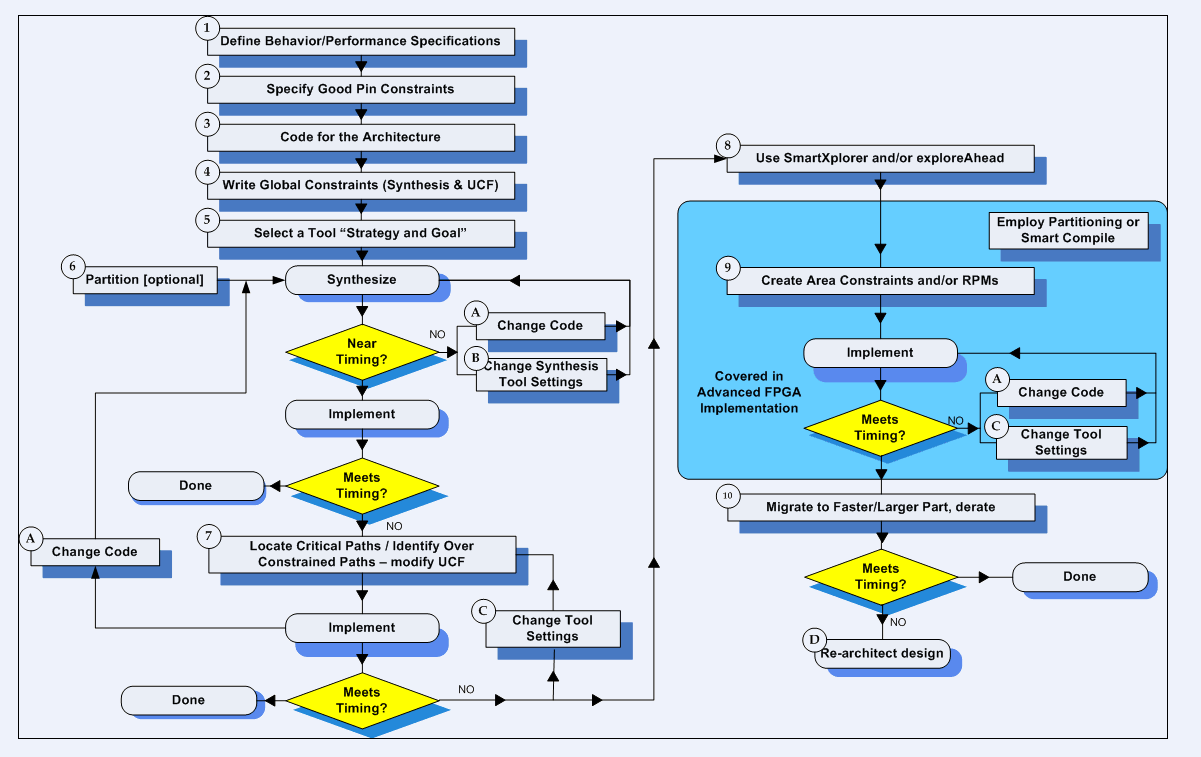 1
Define Behavior/Performance Specifications
2
Specify Good Pin Constraints
3
Code for the Architecture
4
Write Global Constraints (Synthesis & UCF)
5
Select a Tool “Strategy and Goal”
6
Partition [optional]
Synthesize
Near
Timing?
NO
A
Change Code
B
Change Synthesis
Tool Settings
Implement
Meets
Timing?
Done
NO
A
Change Code
7
Locate Critical Paths / Identify Over
Constrained Paths – modify UCF
Implement
C
Change Tool
Settings
Meets
Timing?
Done
NO
8
Use SmartXplorer and/or exploreAhead
Employ Partitioning or
Smart Compile
9
Create Area Constraints and/or RPMs
Implement
Covered in
Advanced FPGA
Implementation
Meets
Timing?
NO
A
Change Code
C
Change Tool
Settings
10
Migrate to Faster/Larger Part, derate
Meets
Timing?
Done
NO
D
Re-architect design